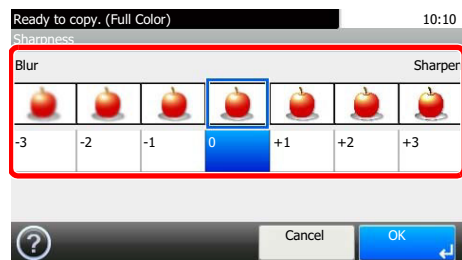 Ready to copy. (Full Color) 10:10
Sharpness
Blur Sharper
-3 -2 -1 0 +1 +2 +3
? Cancel OK